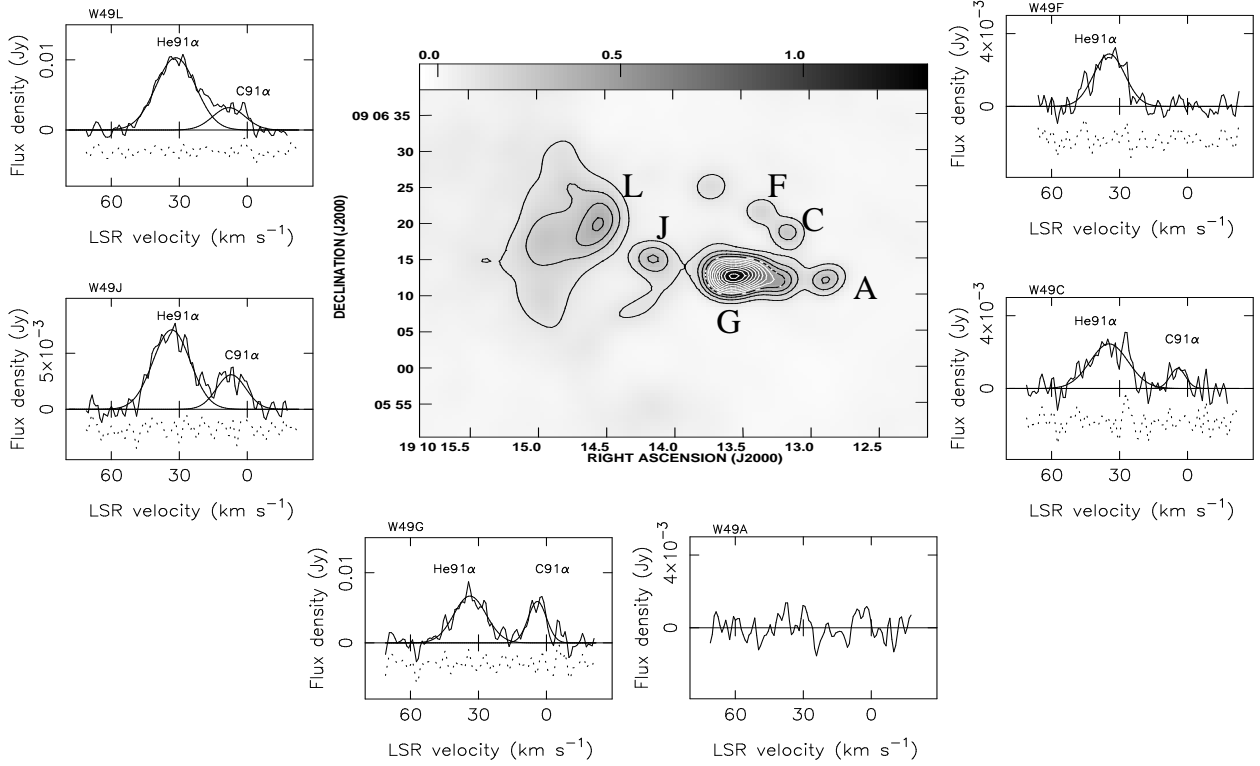 W49L
He91α
C91α
0.01
0
Flux density (Jy)
60 30 0
LSR velocity (km s−1)
W49J
He91α
C91α
5×10−3
0
Flux density (Jy)
60 30 0
LSR velocity (km s−1)
0.0 0.5 1.0
DECLINATION (J2000)
09 06 35
30
25
20
15
10
05
00
05 55
L
J
F
C
A
G
19 10 15.5 15.0 14.5 14.0 13.5 13.0 12.5
RIGHT ASCENSION (J2000)
W49F
He91α
4×10−3
0
Flux density (Jy)
60 30 0
LSR velocity (km s−1)
W49C
He91α
C91α
4×10−3
0
Flux density (Jy)
60 30 0
LSR velocity (km s−1)
W49G
He91α
C91α
0.01
0
Flux density (Jy)
60 30 0
LSR velocity (km s−1)
W49A
4×10−3
0
Flux density (Jy)
60 30 0
LSR velocity (km s−1)